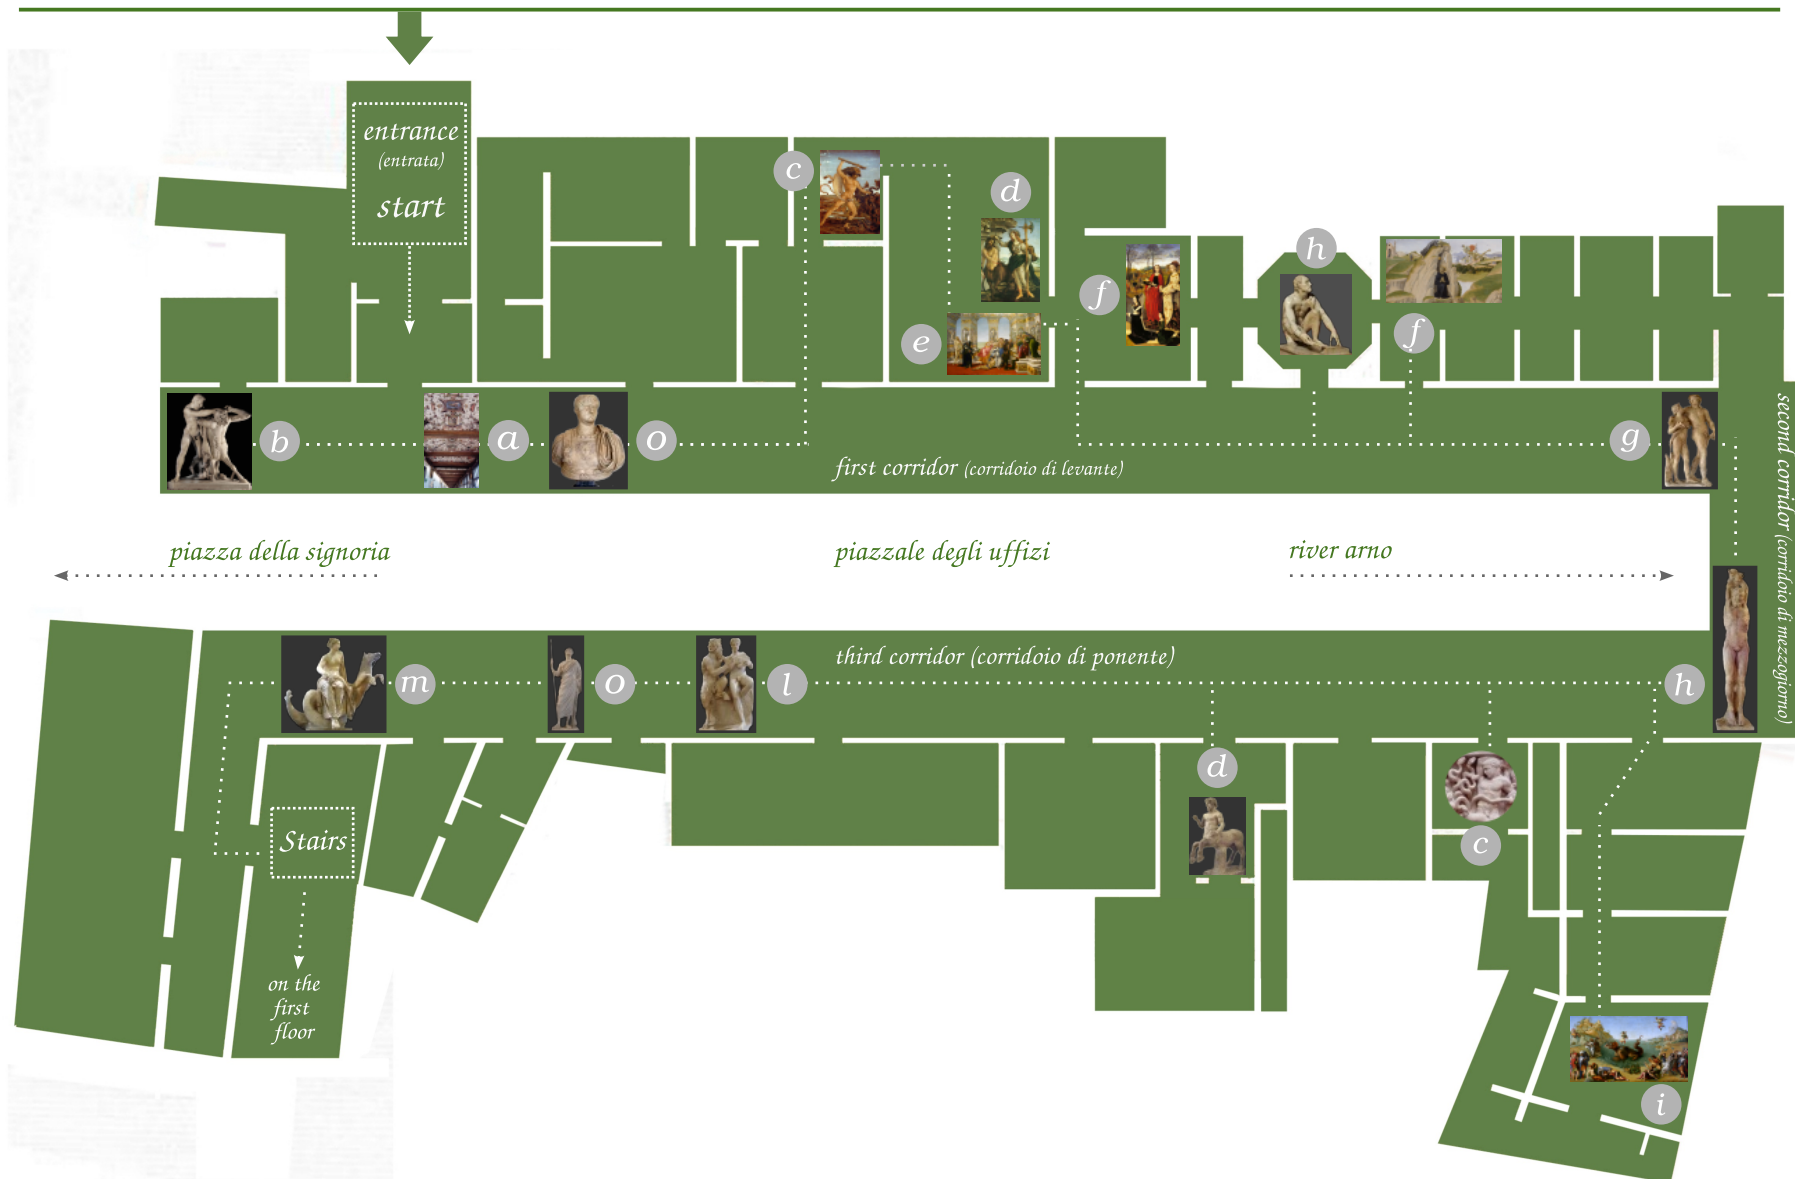 entrance
(entrata)
start
c
d
h
f
f
e
b
a
o
g
first corridor (corridoio di levante)
second corridor (corridoio di mezzogiorno)
piazza della signoria
piazzale degli uffizi
river arno
third corridor (corridoio di ponente)
m
o
l
h
d
Stairs
c
on the
first
floor
i